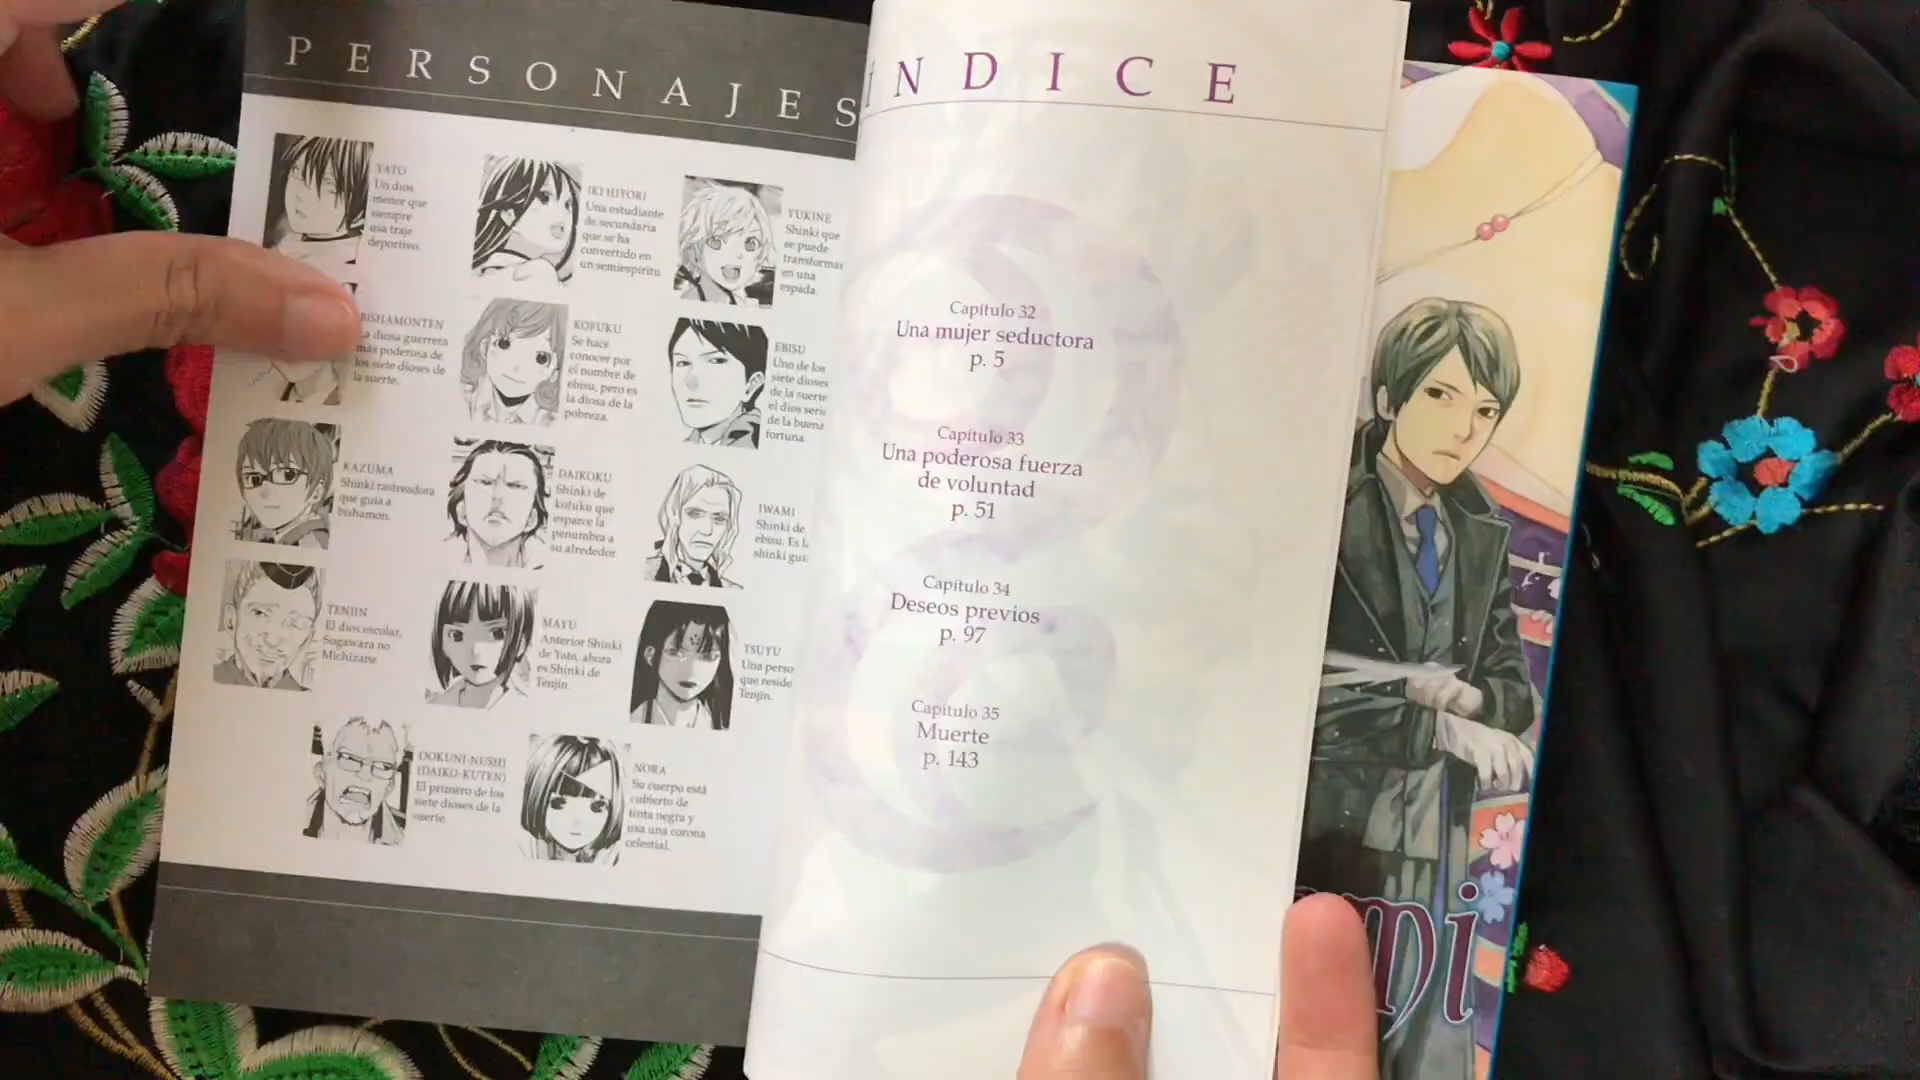 PERSONAJES
YATO
Un dios
menor que
siempre
usa traje
deportivo.
IKI HIYORI
Una estudiante
de secundaria
que se ha
convertido en
un semiespíritu.
YUKINE
Shinki que
se puede
transformar
en una
espada.
BISHAMONTEN
La diosa guerrera
más poderosa de
los siete dioses de
la suerte.
KOFUKU
Se hace
conocer por
el nombre de
ebisu, pero es
la diosa de la
pobreza.
EBISU
Uno de los
siete dioses
de la suerte
el dios
de la buena
fortuna.
KAZUMA
Shinki rastreadora
que guía a
bishamon.
DAIKOKU
Shinki de
kofuku que
esparce la
penumbra a
su alrededor
IWAMI
Shinki de
ebisu. Es
shinki
TENJIN
El dios escolar,
Sugawara no
Michizane
MAYU
Anterior Shinki
de Yato, ahora
es Shinki de
Tenjin.
TSUYU
Una
que reside
Tenjin.
OOKUNI-NUSHI
(DAIKO-KUTEN)
El primero de los
siete dioses de la
suerte.
NORA
Su cuerpo está
cubierto de
tinta negra y
usa una corona
celestial.
ÍNDICE
Capítulo 32
Una mujer seductora
p. 5
Capítulo 33
Una poderosa fuerza
de voluntad
p. 51
Capítulo 34
Deseos previos
p. 97
Capítulo 35
Muerte
p. 143
mi